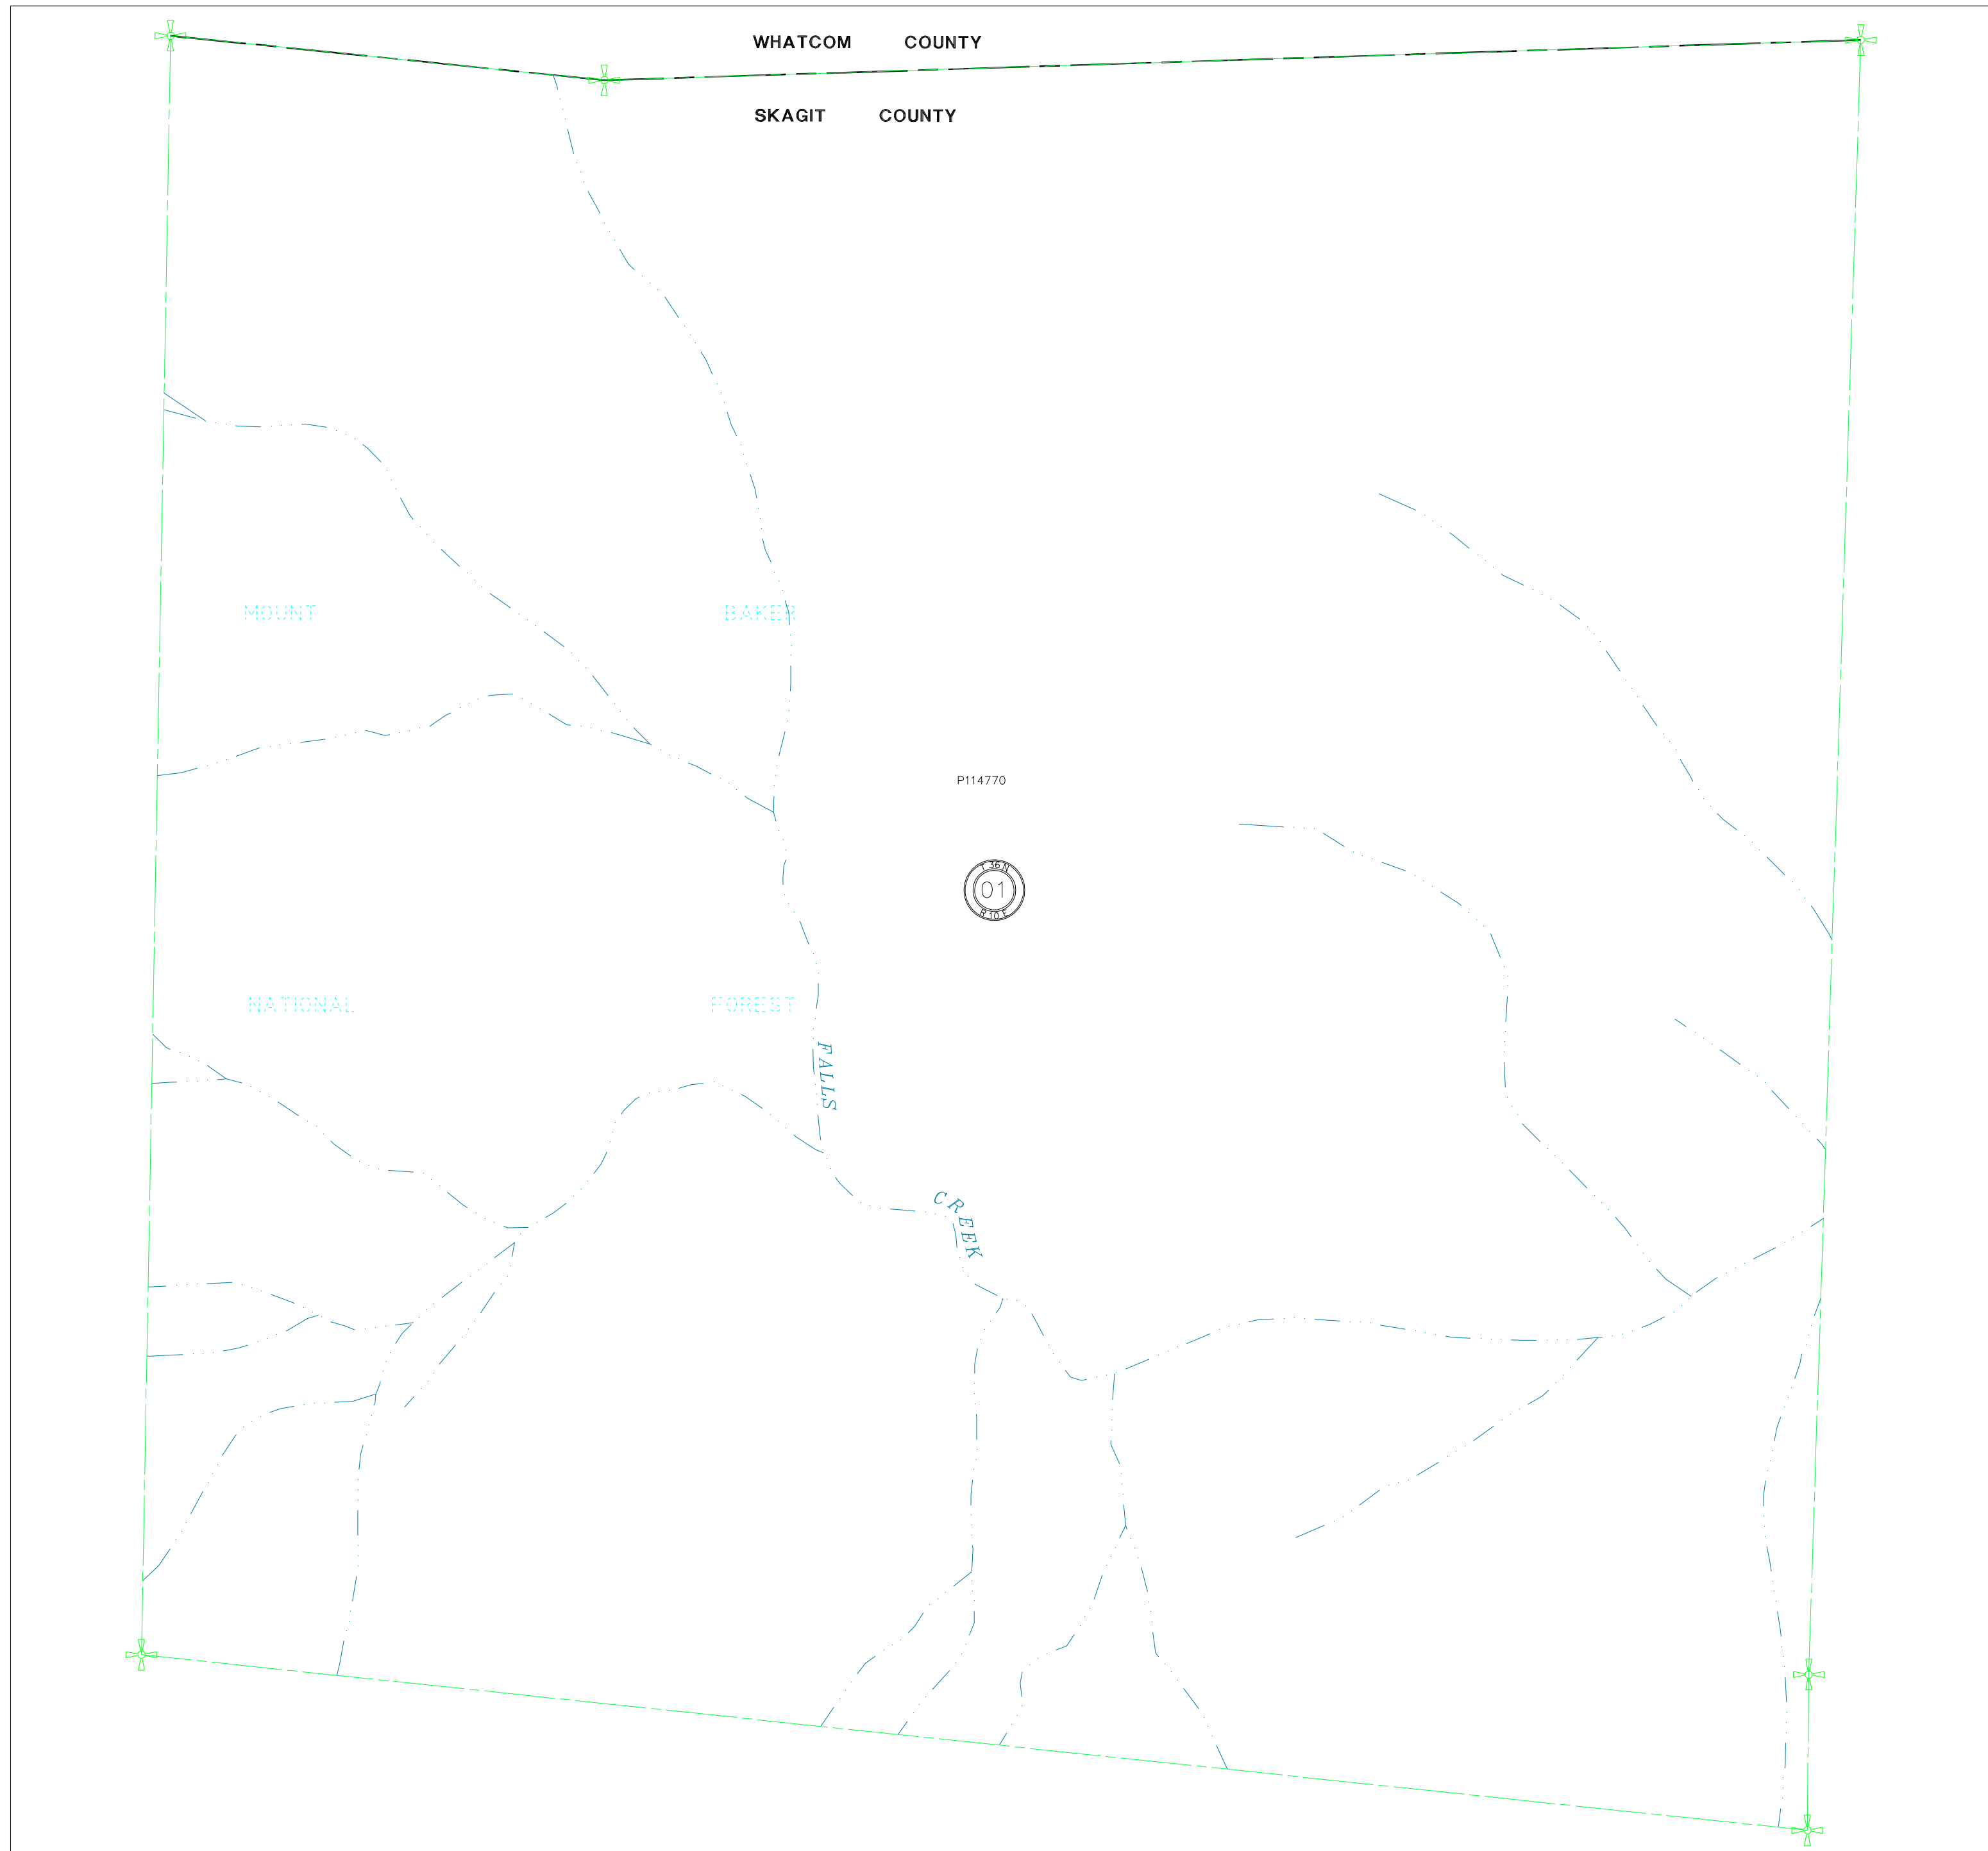 WHATCOM COUNTY
SKAGIT COUNTY
MOUNT BAKER
P114770
T 36 N
01
R 10 E
NATIONAL FOREST
FALLS
CREEK